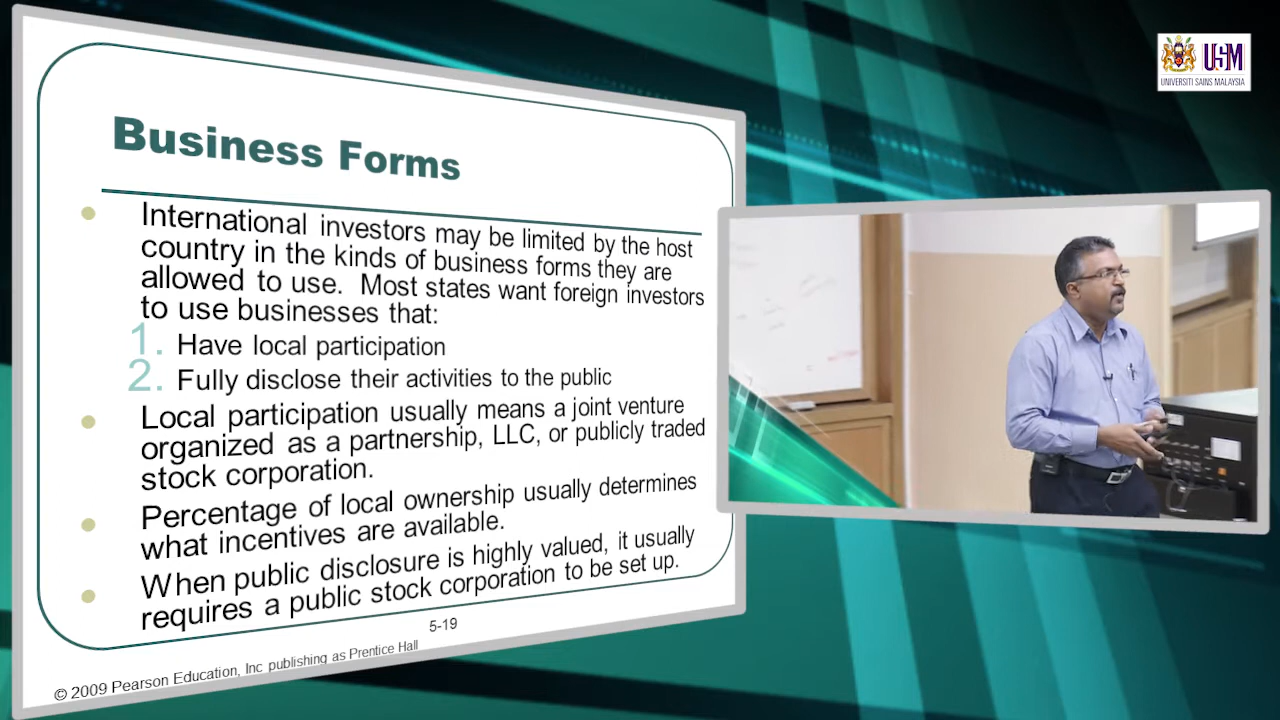 Business Forms
International investors may be limited by the host
country in the kinds of business forms they are
allowed to use. Most states want foreign investors
to use businesses that:
1. Have local participation
2. Fully disclose their activities to the public
Local participation usually means a joint venture
organized as a partnership, LLC, or publicly traded
stock corporation.
Percentage of local ownership usually determines
what incentives are available.
When public disclosure is highly valued, it usually
requires a public stock corporation to be set up.
5-19
© 2009 Pearson Education, Inc publishing as Prentice Hall
USM
UNIVERSITI SAINS MALAYSIA